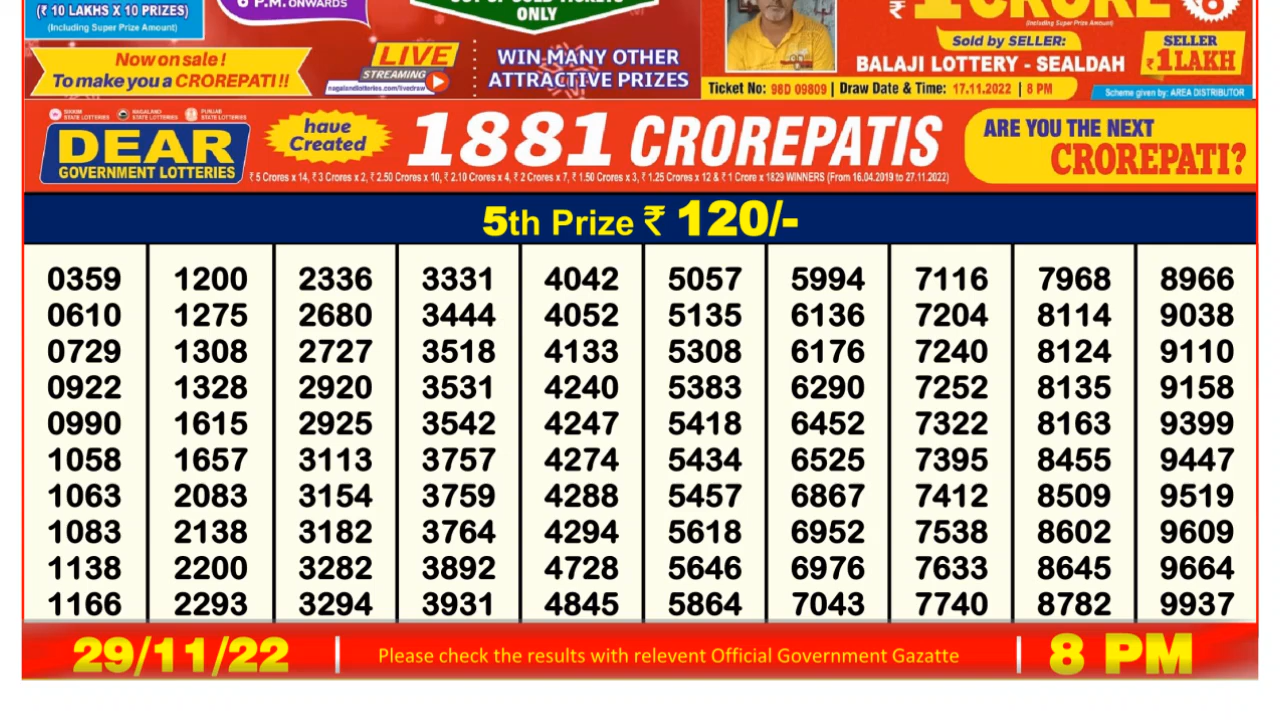 (₹ 10 LAKHS X 10 PRIZES)
(Including Super Prize Amount)
6 P.M. ONWARDS
OUT OF SOLD TICKETS
ONLY
₹ 1 CRORE
(Including Super Prize Amount)
Now on sale !
To make you a CROREPATI !!
LIVE
STREAMING
nagalandlotteries.com/livedraw
WIN MANY OTHER
ATTRACTIVE PRIZES
Sold by SELLER:
BALAJI LOTTERY - SEALDAH
SELLER
₹1 LAKH
Ticket No: 98D 09809 | Draw Date & Time: 17.11.2022 | 8 PM
Scheme given by: AREA DISTRIBUTOR
SIKKIM STATE LOTTERIES NAGALAND STATE LOTTERIES PUNJAB STATE LOTTERIES
DEAR
GOVERNMENT LOTTERIES
have
Created
1881 CROREPATIS
₹ 5 Crores x 14, ₹ 3 Crores x 2, ₹ 2.50 Crores x 10, ₹ 2.10 Crores x 4, ₹ 2 Crores x 7, ₹ 1.50 Crores x 3, ₹ 1.25 Crores x 12 & ₹ 1 Crore x 1829 WINNERS (From 16.04.2019 to 27.11.2022)
ARE YOU THE NEXT
CROREPATI?
5th Prize ₹ 120/-
0359 1200 2336 3331 4042 5057 5994 7116 7968 8966
0610 1275 2680 3444 4052 5135 6136 7204 8114 9038
0729 1308 2727 3518 4133 5308 6176 7240 8124 9110
0922 1328 2920 3531 4240 5383 6290 7252 8135 9158
0990 1615 2925 3542 4247 5418 6452 7322 8163 9399
1058 1657 3113 3757 4274 5434 6525 7395 8455 9447
1063 2083 3154 3759 4288 5457 6867 7412 8509 9519
1083 2138 3182 3764 4294 5618 6952 7538 8602 9609
1138 2200 3282 3892 4728 5646 6976 7633 8645 9664
1166 2293 3294 3931 4845 5864 7043 7740 8782 9937
29/11/22 | Please check the results with relevent Official Government Gazatte | 8 PM